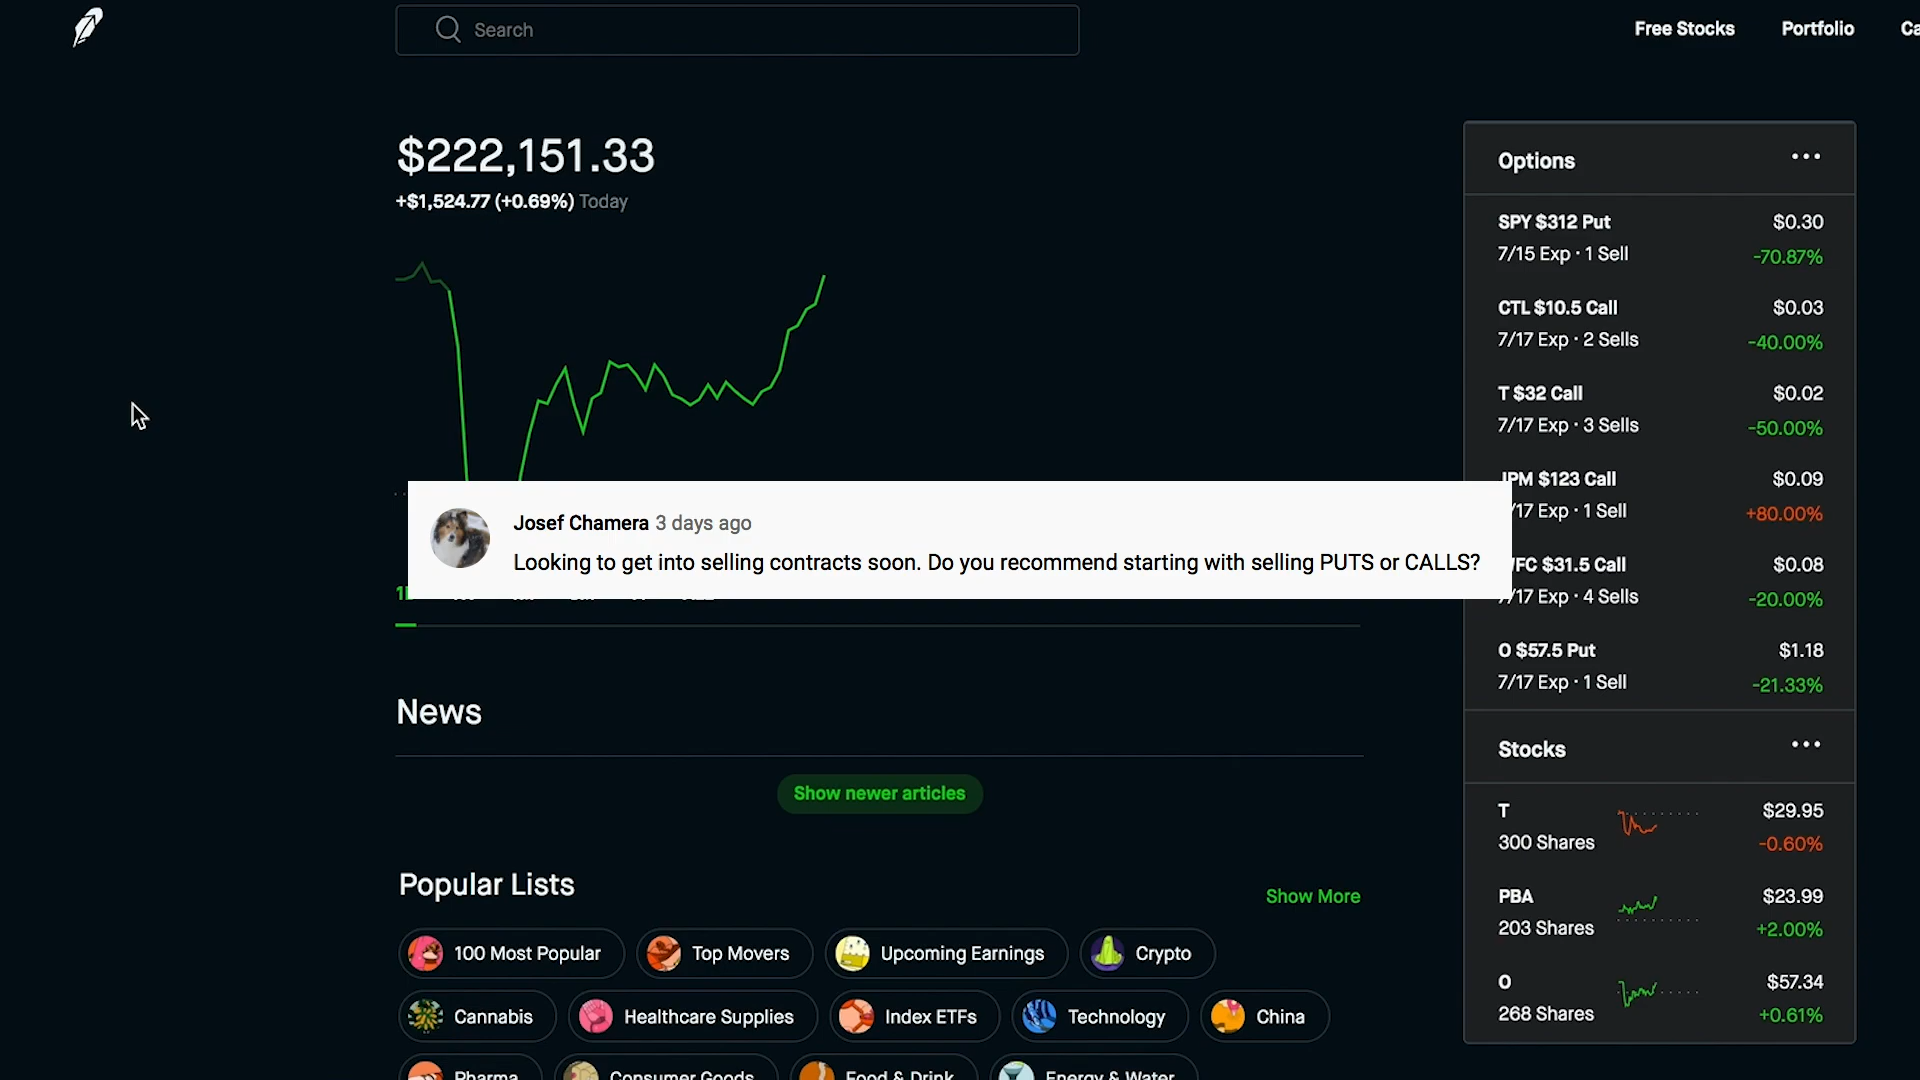 Search
Free Stocks
Portfolio
$222,151.33
+$1,524.77 (+0.69%) Today
Josef Chamera 3 days ago
Looking to get into selling contracts soon. Do you recommend starting with selling PUTS or CALLS?
News
Show newer articles
Popular Lists
Show More
100 Most Popular
Top Movers
Upcoming Earnings
Crypto
Cannabis
Healthcare Supplies
Index ETFs
Technology
China
Pharma
Consumer Goods
Food & Drink
Energy & Water
Options
SPY $312 Put $0.30
7/15 Exp · 1 Sell -70.87%
CTL $10.5 Call $0.03
7/17 Exp · 2 Sells -40.00%
T $32 Call $0.02
7/17 Exp · 3 Sells -50.00%
JPM $123 Call $0.09
/17 Exp · 1 Sell +80.00%
FC $31.5 Call $0.08
7/17 Exp · 4 Sells -20.00%
O $57.5 Put $1.18
7/17 Exp · 1 Sell -21.33%
Stocks
T $29.95
300 Shares -0.60%
PBA $23.99
203 Shares +2.00%
O $57.34
268 Shares +0.61%